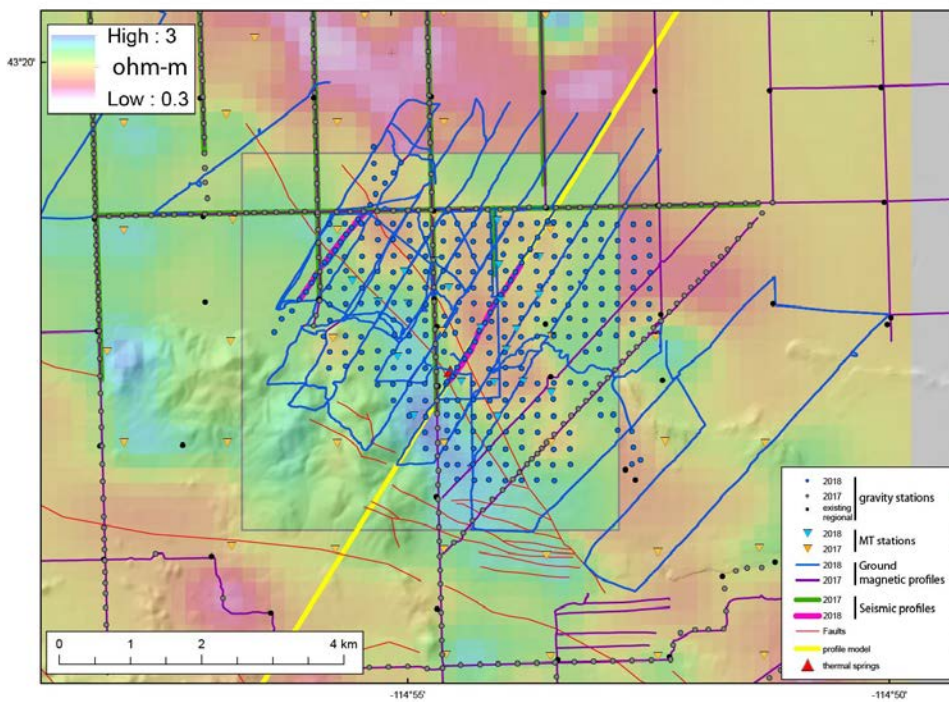 High : 3
ohm-m
Low : 0.3
43°20'
2018
2017 gravity stations
existing
regional
2018
MT stations
2017
2018 Ground
2017 magnetic profiles
2017
Seismic profiles
2018
Faults
profile model
thermal springs
0 1 2 4 km
-114°55' -114°50'